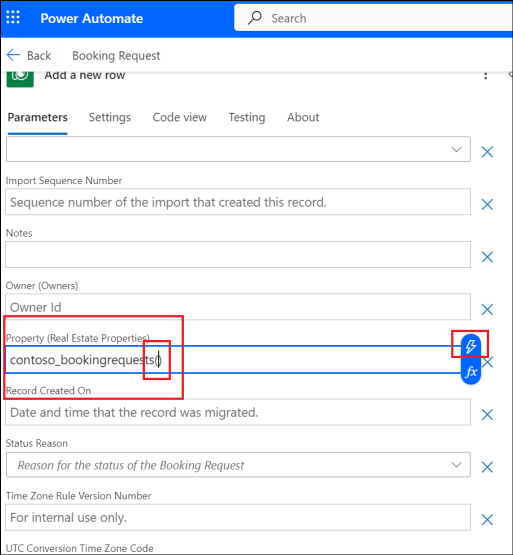 Power Automate
Search
Back
Booking Request
Add a new row
Parameters
Settings
Code view
Testing
About
Import Sequence Number
Sequence number of the import that created this record.
Notes
Owner (Owners)
Owner Id
Property (Real Estate Properties)
contoso_bookingrequests()
fx
Record Created On
Date and time that the record was migrated.
Status Reason
Reason for the status of the Booking Request
Time Zone Rule Version Number
For internal use only.
UTC Conversion Time Zone Code